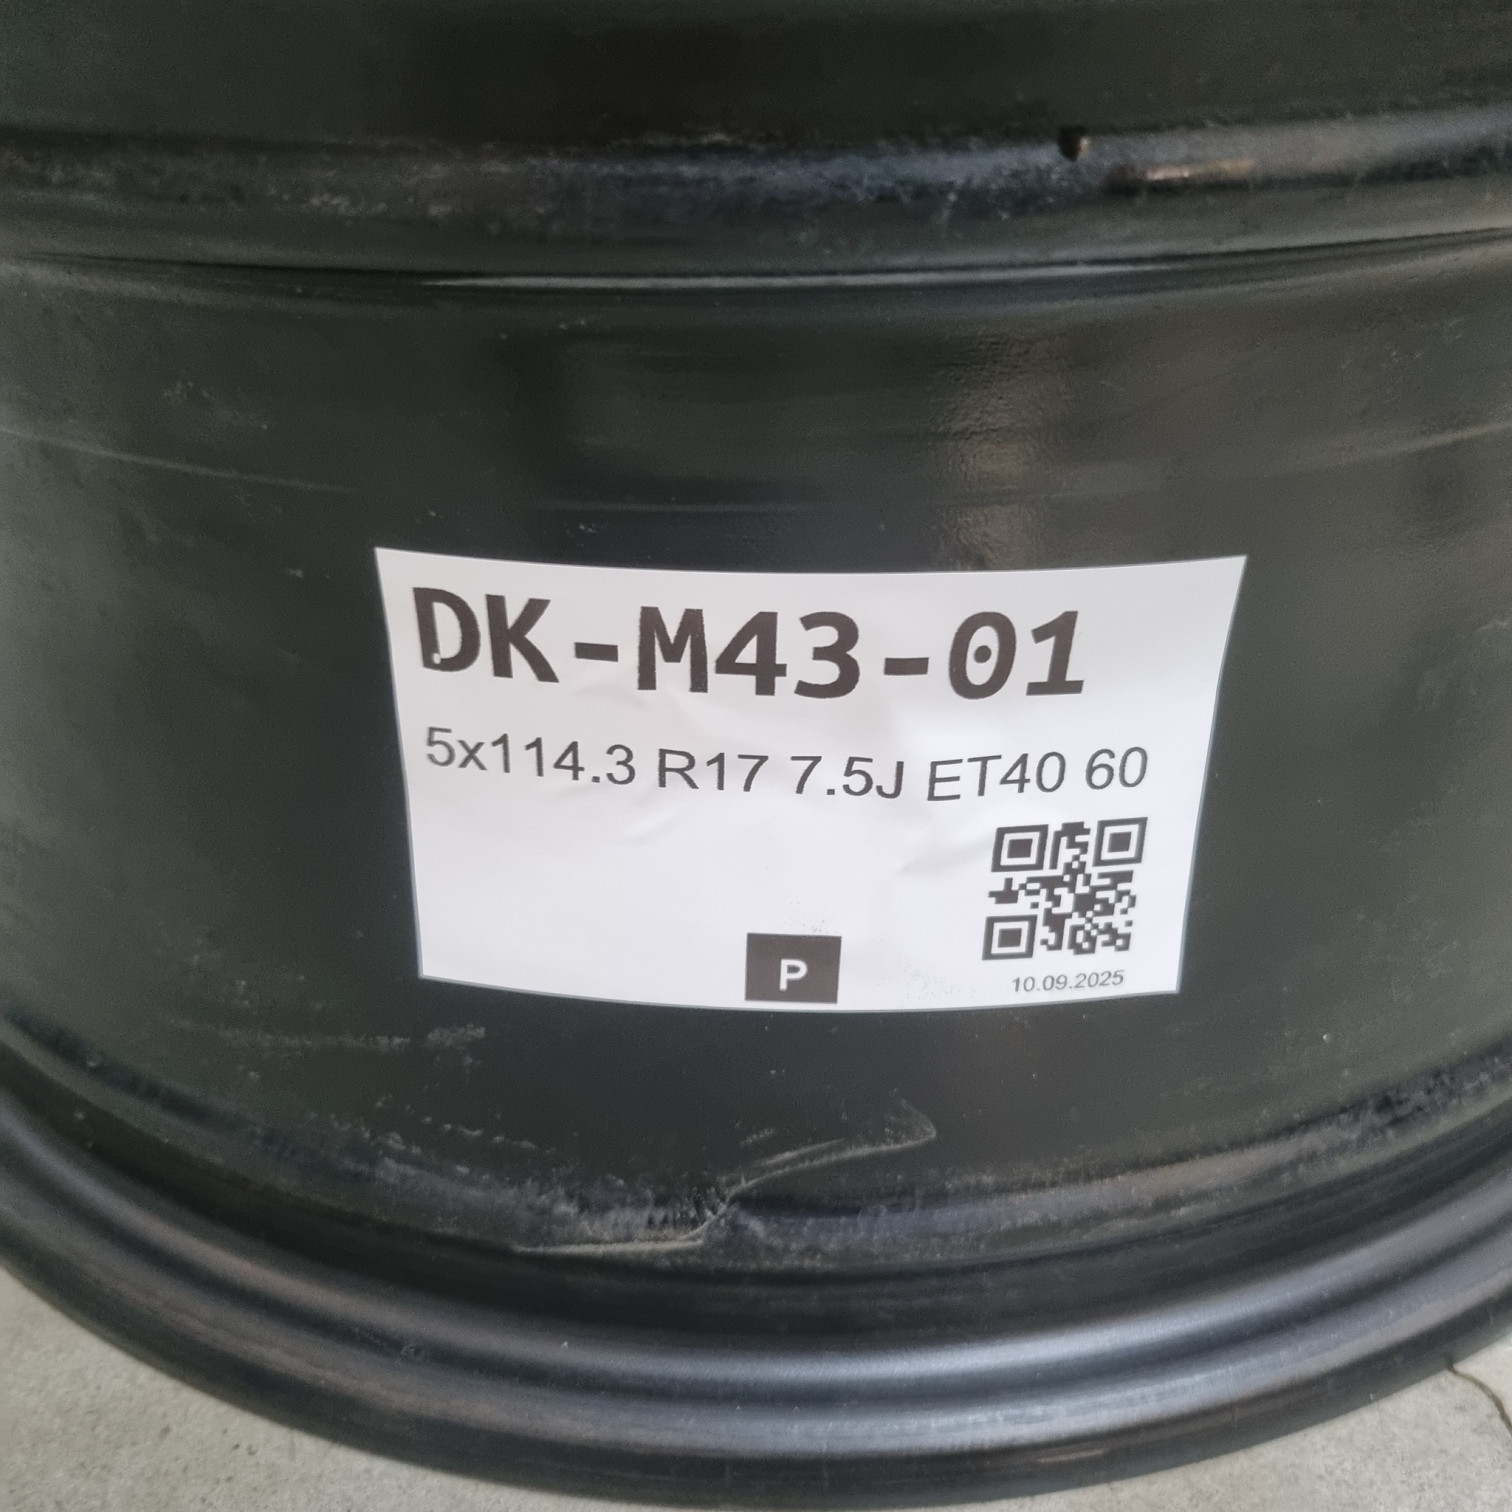 DK-M43-01
5x114.3 R17 7.5J ET40 60
P
10.09.2025